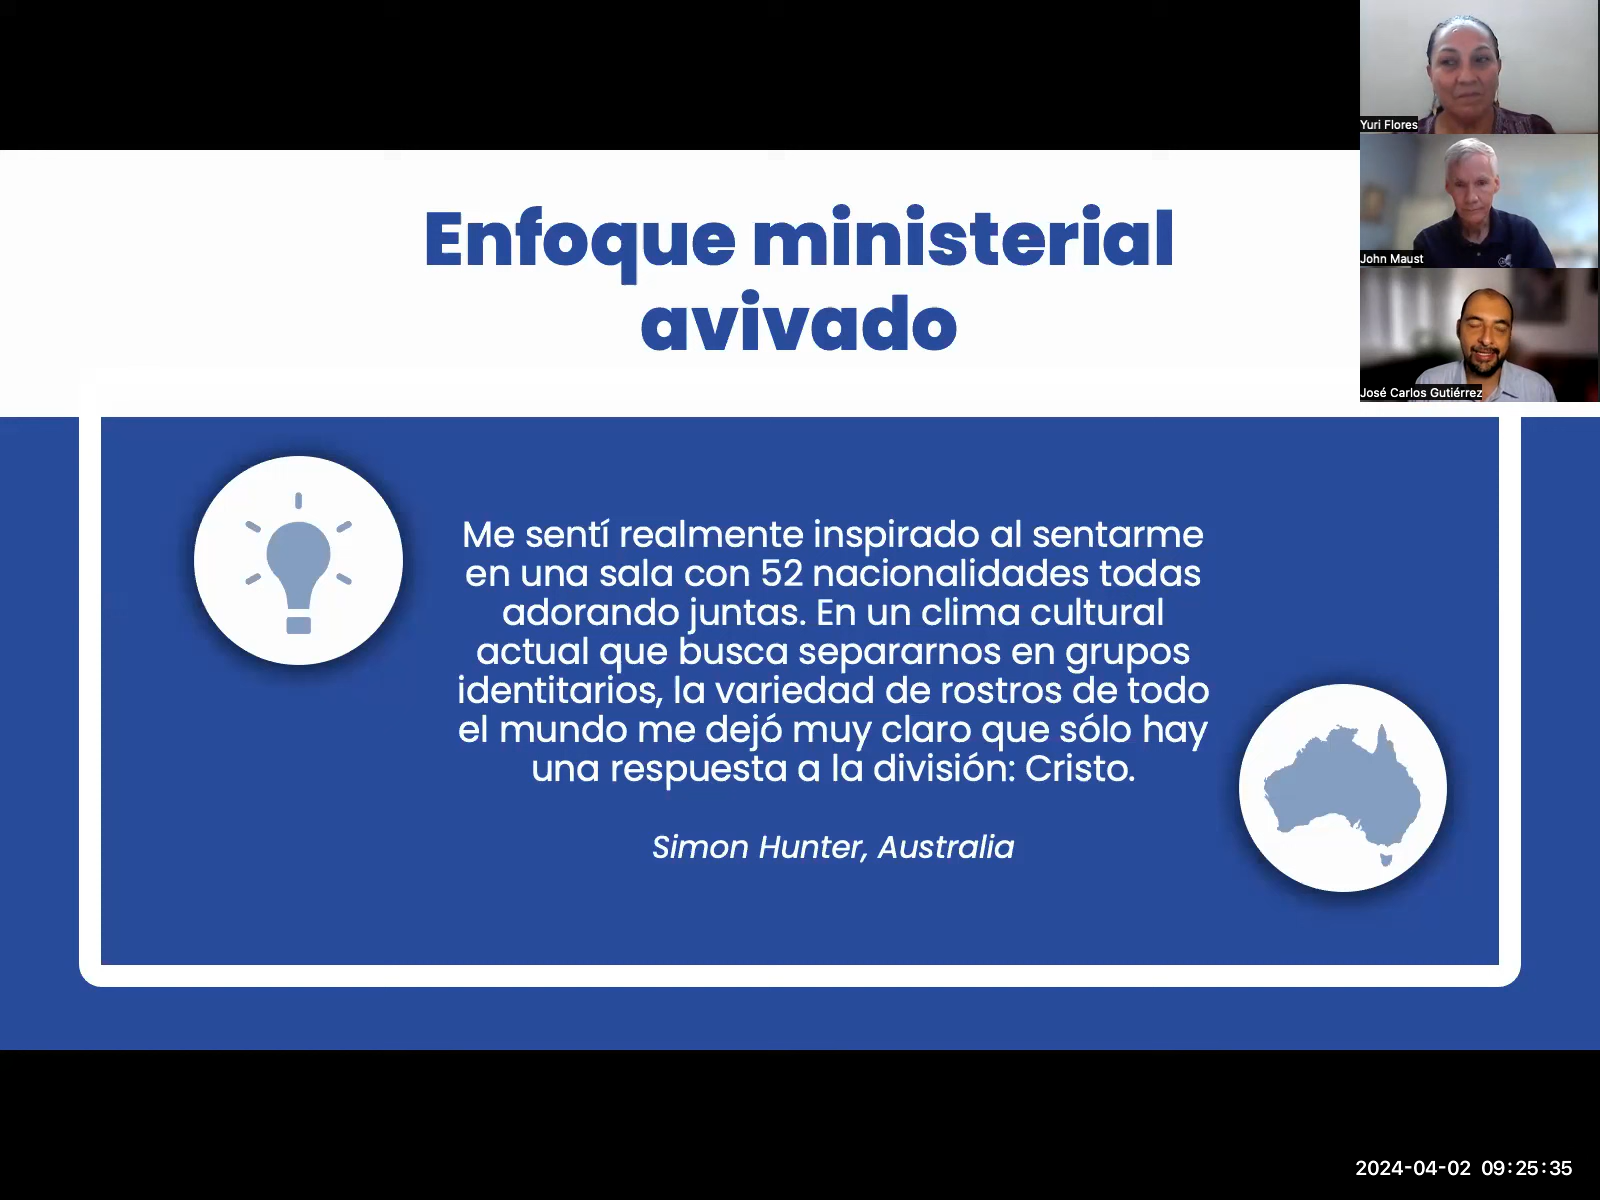 Yuri Flores
John Maust
José Carlos Gutiérrez
Enfoque ministerial
avivado
Me sentí realmente inspirado al sentarme
en una sala con 52 nacionalidades todas
adorando juntas. En un clima cultural
actual que busca separarnos en grupos
identitarios, la variedad de rostros de todo
el mundo me dejó muy claro que sólo hay
una respuesta a la división: Cristo.
Simon Hunter, Australia
2024-04-02 09:25:35